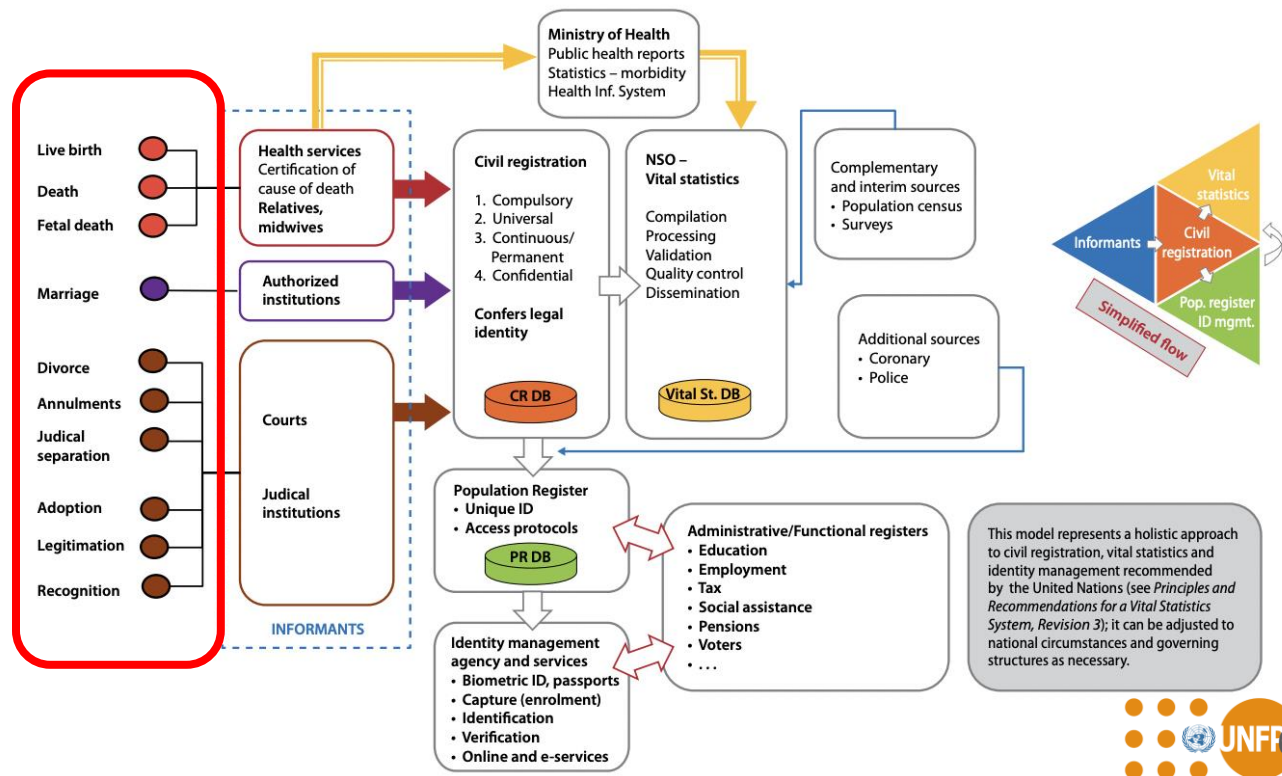 Ministry of Health
Public health reports
Statistics – morbidity
Health Inf. System
Live birth
Death
Fetal death
Marriage
Divorce
Annulments
Judical
separation
Adoption
Legitimation
Recognition
Health services
Certification of
cause of death
Relatives,
midwives
Authorized
institutions
Courts
Judical
institutions
INFORMANTS
Civil registration
1. Compulsory
2. Universal
3. Continuous/
Permanent
4. Confidential
Confers legal
identity
CR DB
NSO –
Vital statistics
Compilation
Processing
Validation
Quality control
Dissemination
Vital St. DB
Complementary
and interim sources
• Population census
• Surveys
Additional sources
• Coronary
• Police
Vital
statistics
Informants
Civil
registration
Pop. register
ID mgmt.
Simplified flow
Population Register
• Unique ID
• Access protocols
PR DB
Administrative/Functional registers
• Education
• Employment
• Tax
• Social assistance
• Pensions
• Voters
• . . .
Identity management
agency and services
• Biometric ID, passports
• Capture (enrolment)
• Identification
• Verification
• Online and e-services
This model represents a holistic approach
to civil registration, vital statistics and
identity management recommended
by the United Nations (see Principles and
Recommendations for a Vital Statistics
System, Revision 3); it can be adjusted to
national circumstances and governing
structures as necessary.